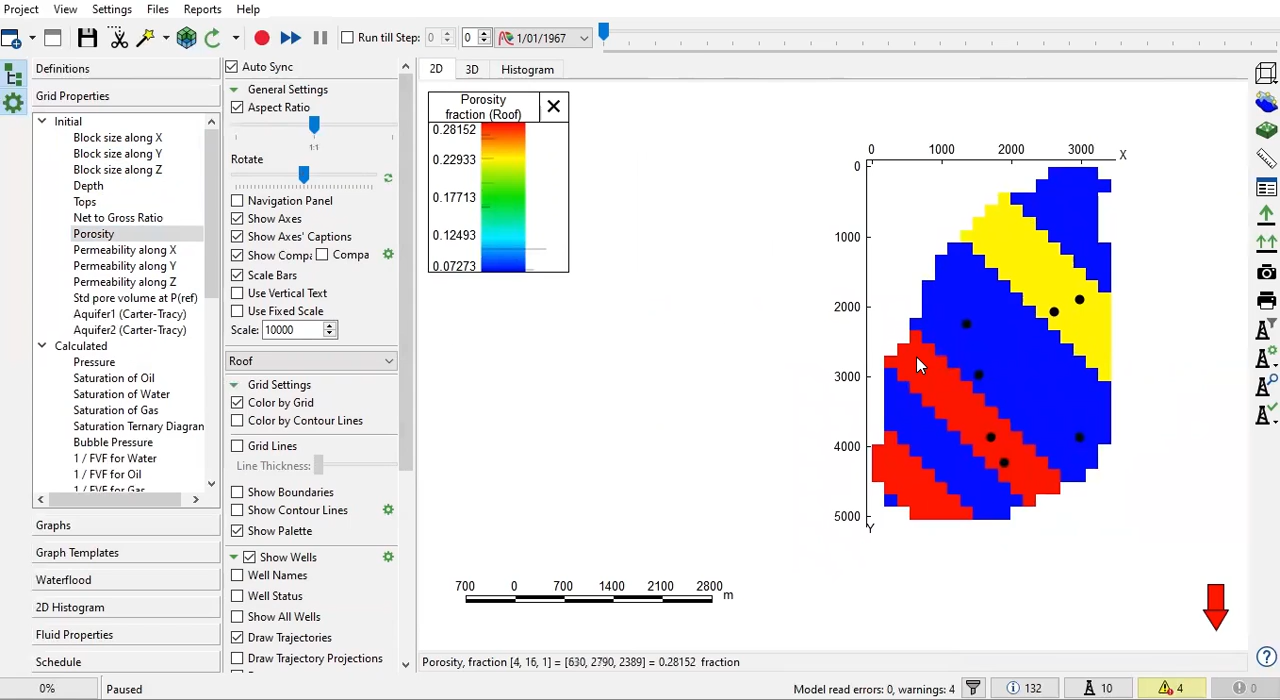 Project View Settings Files Reports Help
Run till Step: 0 0 1/01/1967
Definitions
Grid Properties
Initial
Block size along X
Block size along Y
Block size along Z
Depth
Tops
Net to Gross Ratio
Porosity
Permeability along X
Permeability along Y
Permeability along Z
Std pore volume at P(ref)
Aquifer1 (Carter-Tracy)
Aquifer2 (Carter-Tracy)
Calculated
Pressure
Saturation of Oil
Saturation of Water
Saturation of Gas
Saturation Ternary Diagran
Bubble Pressure
1 / FVF for Water
1 / FVF for Oil
1 / FVF for Gas
Graphs
Graph Templates
Waterflood
2D Histogram
Fluid Properties
Schedule
Auto Sync
General Settings
Aspect Ratio
1:1
Rotate
Navigation Panel
Show Axes
Show Axes' Captions
Show Compa Compa
Scale Bars
Use Vertical Text
Use Fixed Scale
Scale: 10000
Roof
Grid Settings
Color by Grid
Color by Contour Lines
Grid Lines
Line Thickness:
Show Boundaries
Show Contour Lines
Show Palette
Show Wells
Well Names
Well Status
Show All Wells
Draw Trajectories
Draw Trajectory Projections
2D 3D Histogram
Porosity
fraction (Roof)
0.28152
0.22933
0.17713
0.12493
0.07273
0 1000 2000 3000 X
0
1000
2000
3000
4000
5000
Y
700 0 700 1400 2100 2800 m
Porosity, fraction [4, 16, 1] = [630, 2790, 2389] = 0.28152 fraction
0% Paused Model read errors: 0, warnings: 4 132 10 4 0